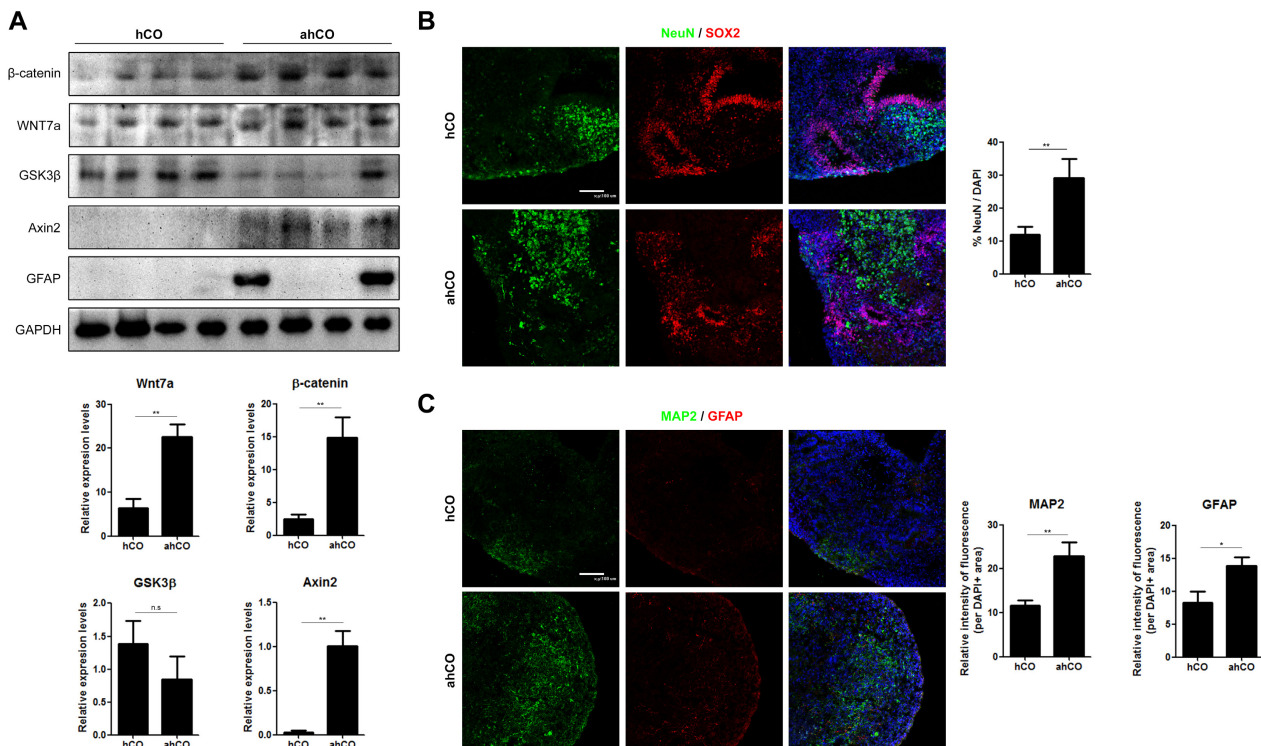 A
hCO ahCO
β-catenin
WNT7a
GSK3β
Axin2
GFAP
GAPDH
Wnt7a
Relative expresion levels
30
20
10
0
**
hCO ahCO
β-catenin
Relative expresion levels
20
15
10
5
0
**
hCO ahCO
GSK3β
Relative expresion levels
2.0
1.5
1.0
0.5
0.0
n.s
hCO ahCO
Axin2
Relative expresion levels
1.5
1.0
0.5
0.0
**
hCO ahCO
B
NeuN / SOX2
hCO
ahCO
% NeuN / DAPI
40
30
20
10
0
**
hCO ahCO
C
MAP2 / GFAP
hCO
ahCO
MAP2
Relative intensity of fluorescence
(per DAPI+ area)
30
20
10
0
**
hCO ahCO
GFAP
Relative intensity of fluorescence
(per DAPI+ area)
20
15
10
5
0
*
hCO ahCO